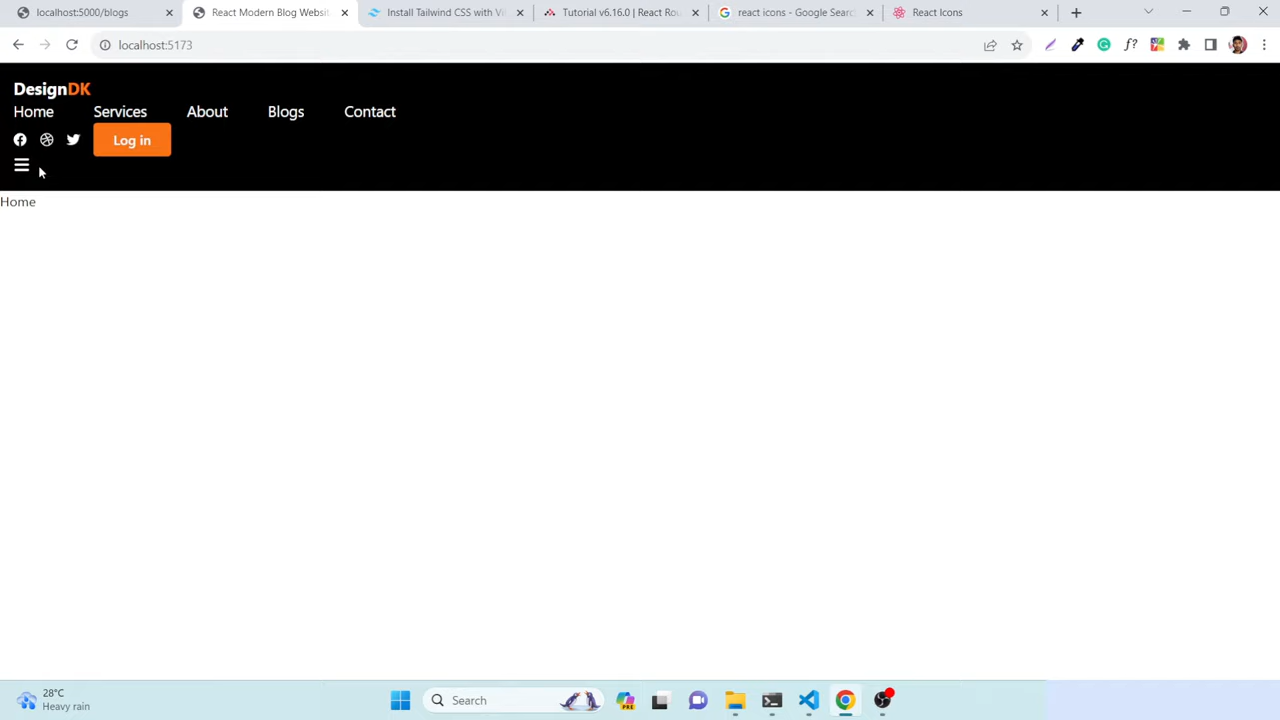 localhost:5000/blogs
React Modern Blog Websit
Install Tailwind CSS with Vi
Tutorial v6.16.0 | React Rou
react icons - Google Searc
React Icons
localhost:5173
DesignDK
Home Services About Blogs Contact
Log in
Home
28°C
Heavy rain
Search
PRE